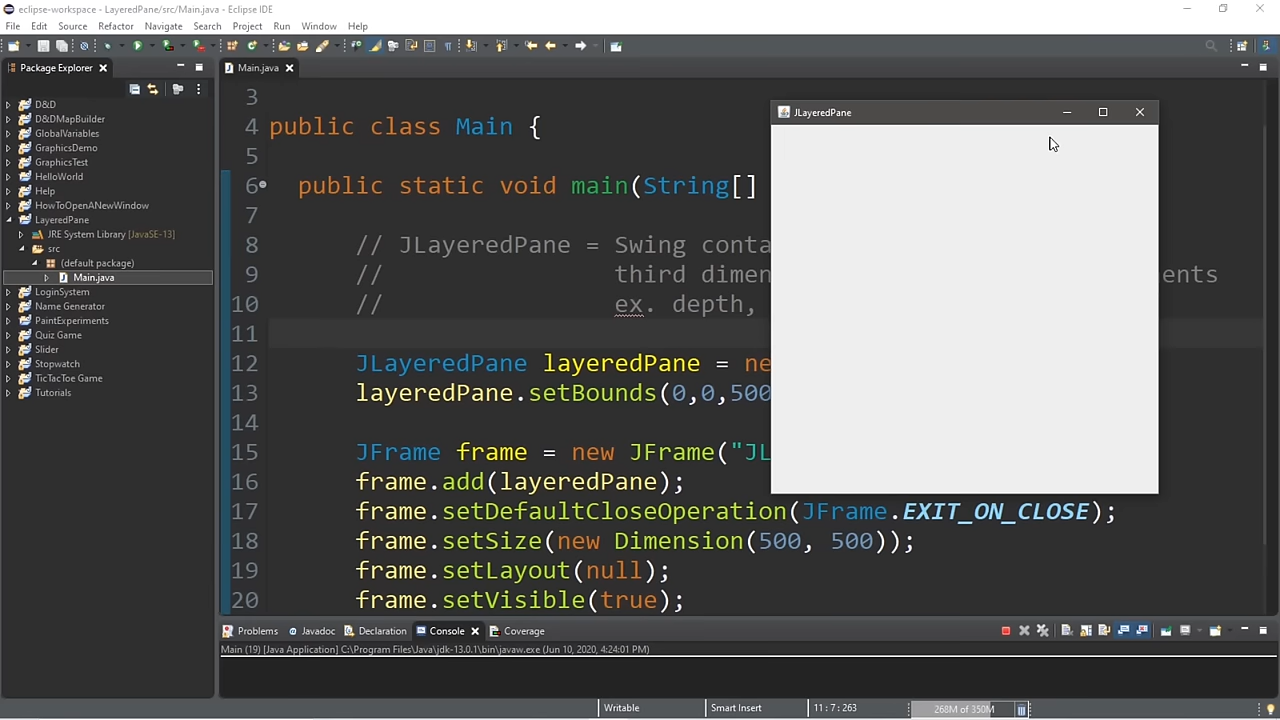 eclipse-workspace - LayeredPane/src/Main.java - Eclipse IDE
File Edit Source Refactor Navigate Search Project Run Window Help
Package Explorer
D&D
D&DMapBuilder
GlobalVariables
GraphicsDemo
GraphicsTest
HelloWorld
Help
HowToOpenANewWindow
LayeredPane
JRE System Library [JavaSE-13]
src
(default package)
Main.java
LoginSystem
Name Generator
PaintExperiments
Quiz Game
Slider
Stopwatch
TicTacToe Game
Tutorials
Main.java
3
4 public class Main {
5
6 public static void main(String[]
7
8 // JLayeredPane = Swing conta
9 // third dimen ents
10 // ex. depth,
11
12 JLayeredPane layeredPane = ne
13 layeredPane.setBounds(0,0,500
14
15 JFrame frame = new JFrame("JL
16 frame.add(layeredPane);
17 frame.setDefaultCloseOperation(JFrame.EXIT_ON_CLOSE);
18 frame.setSize(new Dimension(500, 500));
19 frame.setLayout(null);
20 frame.setVisible(true);
JLayeredPane
Problems Javadoc Declaration Console Coverage
Main (19) [Java Application] C:\Program Files\Java\jdk-13.0.1\bin\javaw.exe (Jun 10, 2020, 4:24:01 PM)
Writable Smart Insert 11 : 7 : 263 268M of 350M